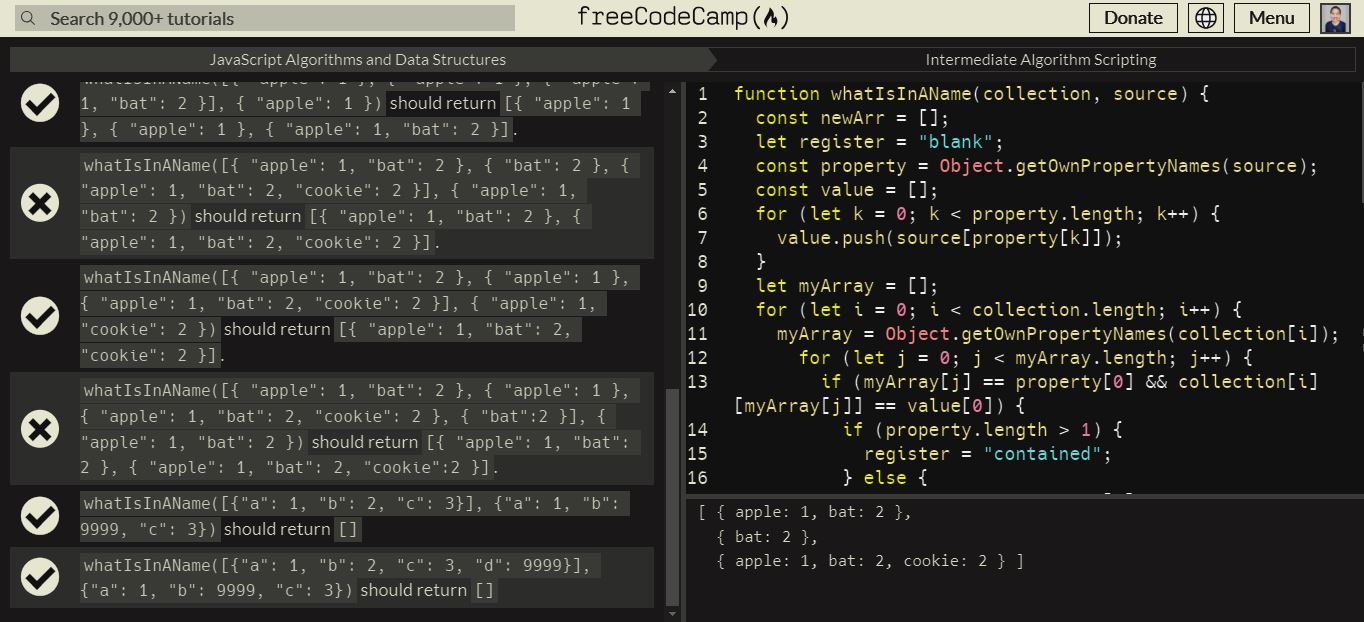 Search 9,000+ tutorials
freeCodeCamp
Donate
Menu
JavaScript Algorithms and Data Structures
Intermediate Algorithm Scripting
1, "bat": 2 }], { "apple": 1 }) should return [{ "apple": 1
}, { "apple": 1 }, { "apple": 1, "bat": 2 }].
whatIsInAName([{ "apple": 1, "bat": 2 }, { "bat": 2 }, {
"apple": 1, "bat": 2, "cookie": 2 }], { "apple": 1,
"bat": 2 }) should return [{ "apple": 1, "bat": 2 }, {
"apple": 1, "bat": 2, "cookie": 2 }].
whatIsInAName([{ "apple": 1, "bat": 2 }, { "apple": 1 },
{ "apple": 1, "bat": 2, "cookie": 2 }], { "apple": 1,
"cookie": 2 }) should return [{ "apple": 1, "bat": 2,
"cookie": 2 }].
whatIsInAName([{ "apple": 1, "bat": 2 }, { "apple": 1 },
{ "apple": 1, "bat": 2, "cookie": 2 }, { "bat":2 }], {
"apple": 1, "bat": 2 }) should return [{ "apple": 1, "bat":
2 }, { "apple": 1, "bat": 2, "cookie":2 }].
whatIsInAName([{"a": 1, "b": 2, "c": 3}], {"a": 1, "b":
9999, "c": 3}) should return []
whatIsInAName([{"a": 1, "b": 2, "c": 3, "d": 9999}],
{"a": 1, "b": 9999, "c": 3}) should return []
1 function whatIsInAName(collection, source) {
2 const newArr = [];
3 let register = "blank";
4 const property = Object.getOwnPropertyNames(source);
5 const value = [];
6 for (let k = 0; k < property.length; k++) {
7 value.push(source[property[k]]);
8 }
9 let myArray = [];
10 for (let i = 0; i < collection.length; i++) {
11 myArray = Object.getOwnPropertyNames(collection[i]);
12 for (let j = 0; j < myArray.length; j++) {
13 if (myArray[j] == property[0] && collection[i]
[myArray[j]] == value[0]) {
14 if (property.length > 1) {
15 register = "contained";
16 } else {
[ { apple: 1, bat: 2 },
{ bat: 2 },
{ apple: 1, bat: 2, cookie: 2 } ]